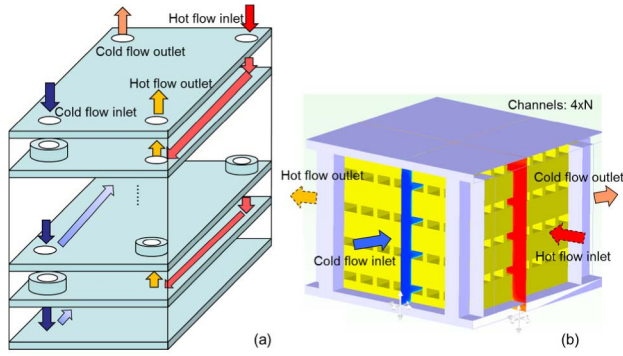 Hot flow inlet
Cold flow outlet
Hot flow outlet
Cold flow inlet
(a)
Channels: 4xN
Hot flow outlet
Cold flow outlet
Cold flow inlet
Hot flow inlet
(b)